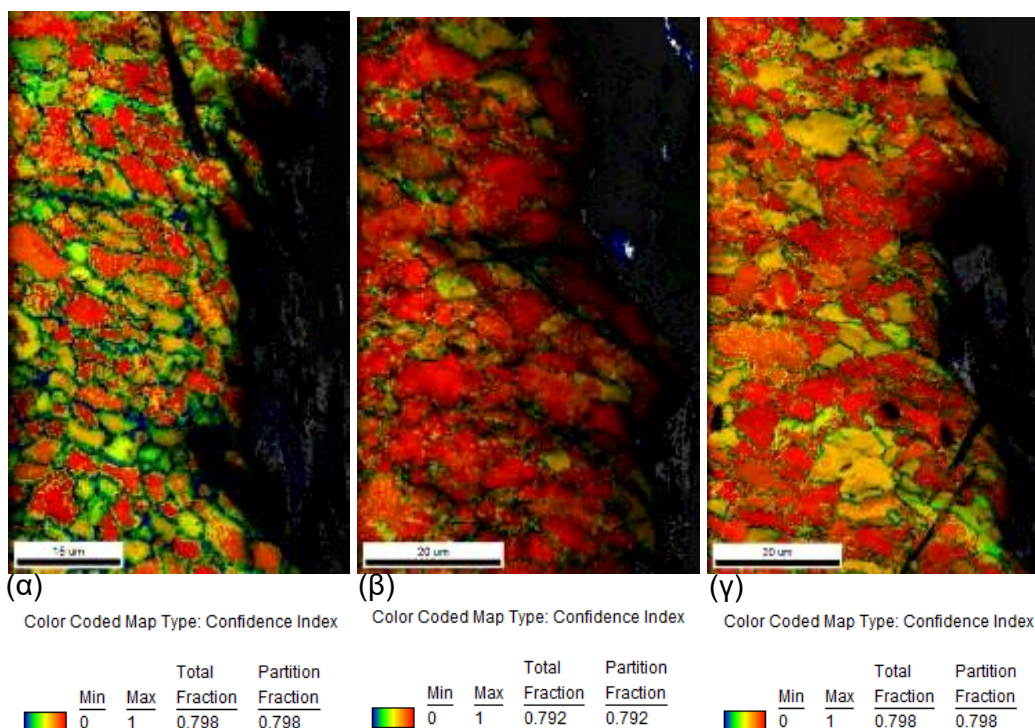 15 um
20 um
20 um
(α)
(β)
(γ)
Color Coded Map Type: Confidence Index
Total Partition
Min Max Fraction Fraction
0 1 0.798 0.798
Color Coded Map Type: Confidence Index
Total Partition
Min Max Fraction Fraction
0 1 0.792 0.792
Color Coded Map Type: Confidence Index
Total Partition
Min Max Fraction Fraction
0 1 0.798 0.798